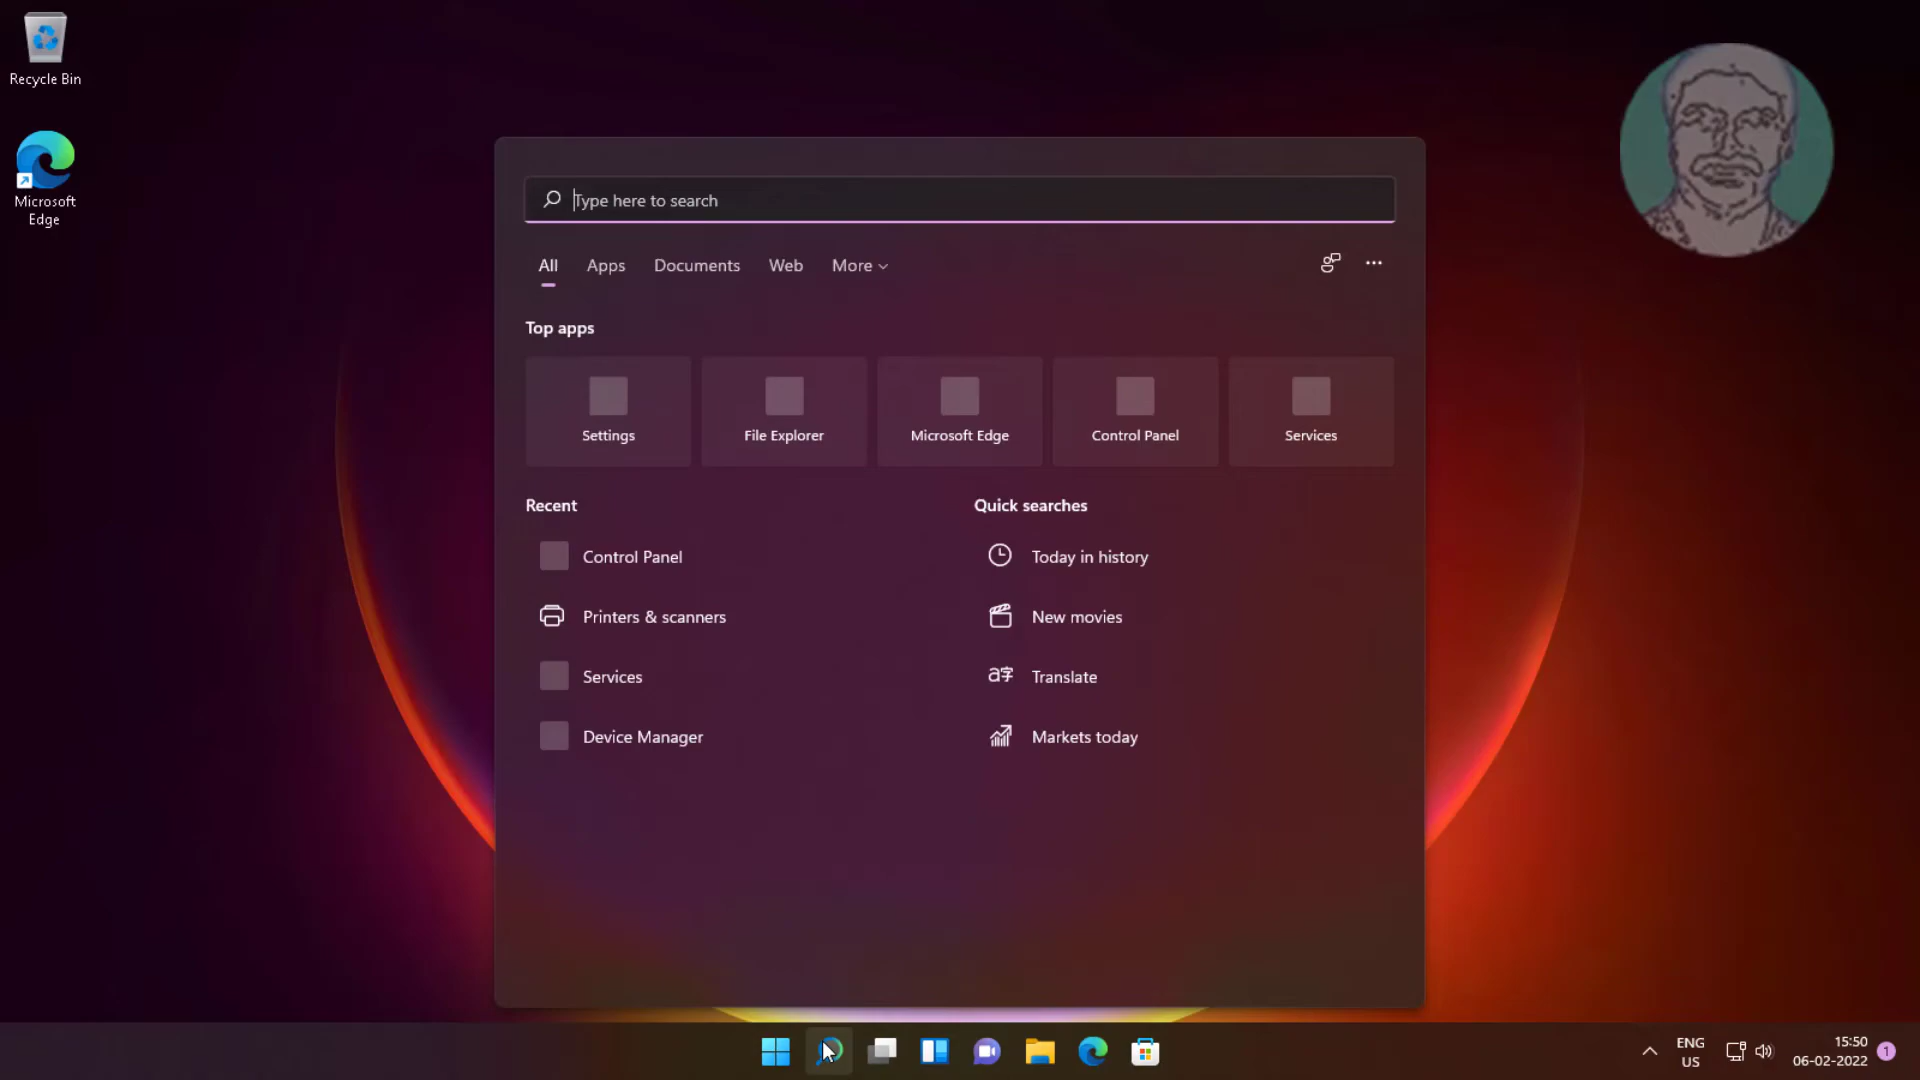 Recycle Bin
Microsoft
Edge
Type here to search
All Apps Documents Web More
Top apps
Settings File Explorer Microsoft Edge Control Panel Services
Recent
Control Panel
Printers & scanners
Services
Device Manager
Quick searches
Today in history
New movies
Translate
Markets today
ENG
US
15:50
06-02-2022
1